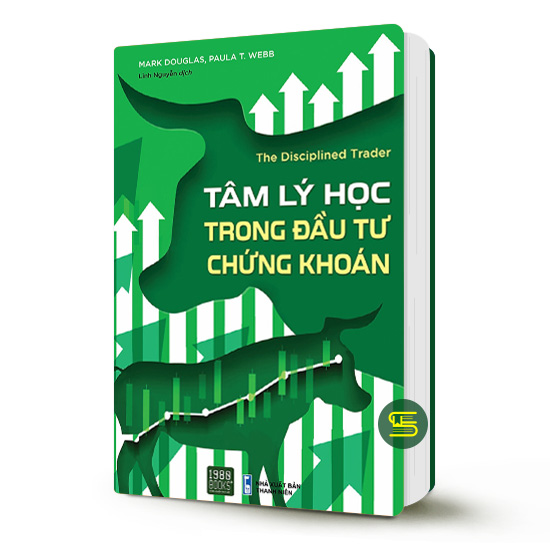 MARK DOUGLAS, PAULA T. WEBB
Linh Nguyễn dịch
The Disciplined Trader
TÂM LÝ HỌC
TRONG ĐẦU TƯ
CHỨNG KHOÁN
1980
BOOKS
NHÀ XUẤT BẢN
THANH NIÊN